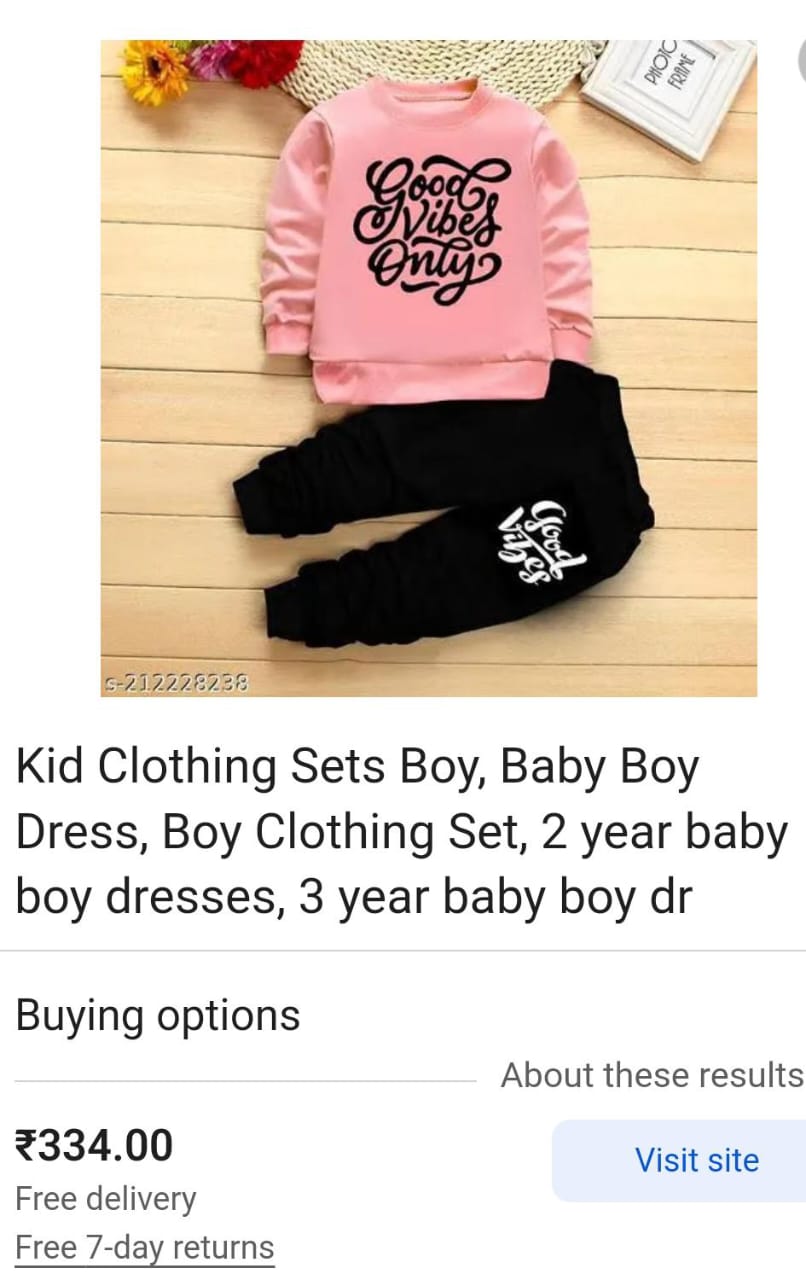 PHOTO
FRAME
Good
Vibes
Only
Good
Vibes
s-212228238
Kid Clothing Sets Boy, Baby Boy
Dress, Boy Clothing Set, 2 year baby
boy dresses, 3 year baby boy dr
Buying options
About these results
₹334.00
Visit site
Free delivery
Free 7-day returns